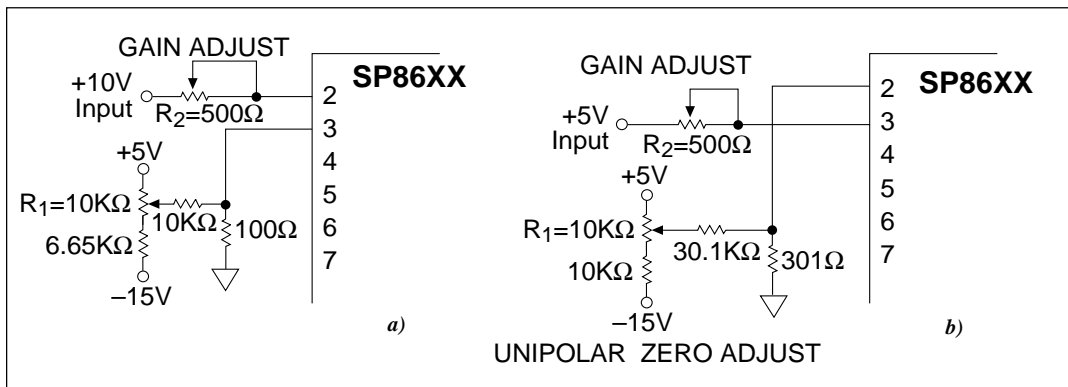 GAIN ADJUST
SP86XX
+10V
Input
R2=500Ω
2
3
4
5
6
7
+5V
R1=10KΩ
10KΩ
100Ω
6.65KΩ
–15V
a)
GAIN ADJUST
SP86XX
+5V
Input
R2=500Ω
2
3
4
5
6
7
+5V
R1=10KΩ
30.1KΩ
301Ω
10KΩ
–15V
b)
UNIPOLAR ZERO ADJUST